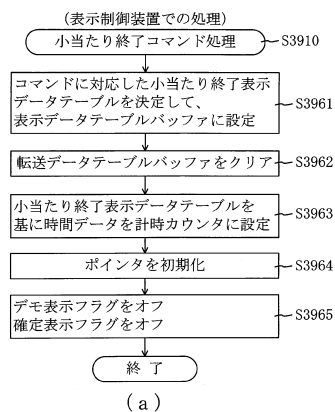 (表示制御装置での処理)
小当たり終了コマンド処理
S3910
コマンドに対応した小当たり終了表示
データテーブルを決定して、
表示データテーブルバッファに設定
S3961
転送データテーブルバッファをクリア
S3962
小当たり終了表示データテーブルを
基に時間データを計時カウンタに設定
S3963
ポインタを初期化
S3964
デモ表示フラグをオフ
確定表示フラグをオフ
S3965
終了
(a)